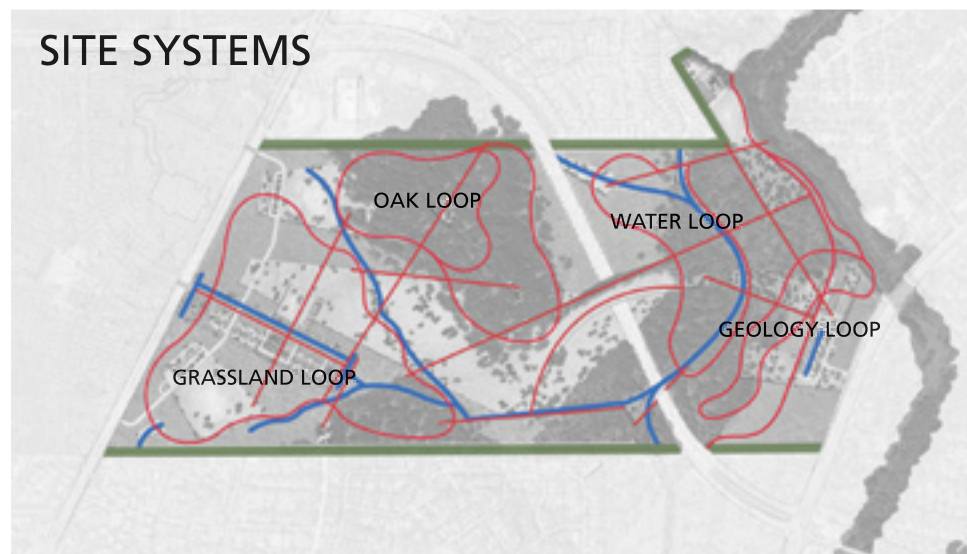 SITE SYSTEMS
OAK LOOP
WATER LOOP
GEOLOGY LOOP
GRASSLAND LOOP